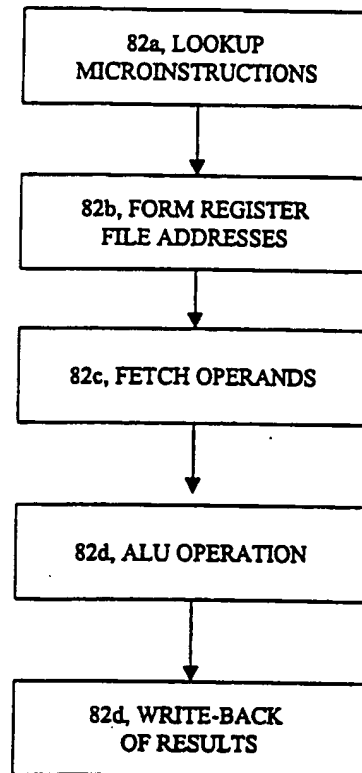 82a, LOOKUP
MICROINSTRUCTIONS
82b, FORM REGISTER
FILE ADDRESSES
82c, FETCH OPERANDS
82d, ALU OPERATION
82d, WRITE-BACK
OF RESULTS